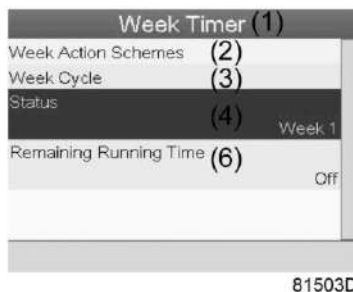 Week Timer (1)
Week Action Schemes (2)
Week Cycle (3)
Status (4)
Week 1
Remaining Running Time (6)
Off
81503D